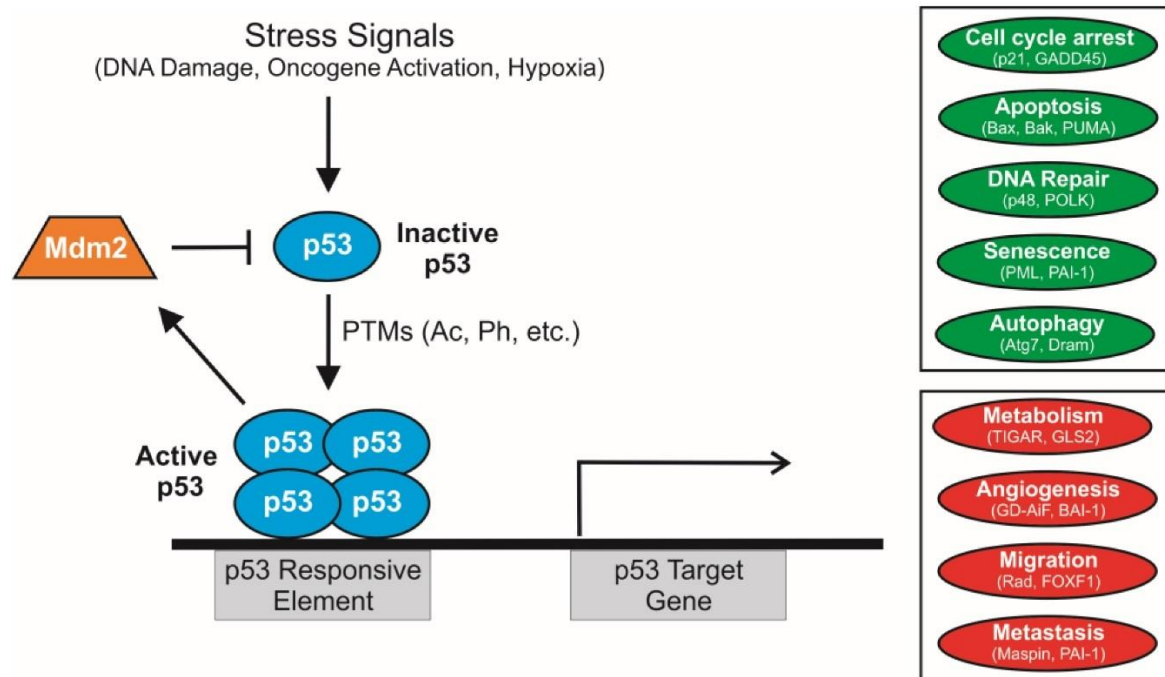 Stress Signals
(DNA Damage, Oncogene Activation, Hypoxia)
Mdm2
p53
Inactive
p53
PTMs (Ac, Ph, etc.)
Active
p53
p53
p53
p53
p53
p53 Responsive
Element
p53 Target
Gene
Cell cycle arrest
(p21, GADD45)
Apoptosis
(Bax, Bak, PUMA)
DNA Repair
(p48, POLK)
Senescence
(PML, PAI-1)
Autophagy
(Atg7, Dram)
Metabolism
(TIGAR, GLS2)
Angiogenesis
(GD-AiF, BAI-1)
Migration
(Rad, FOXF1)
Metastasis
(Maspin, PAI-1)